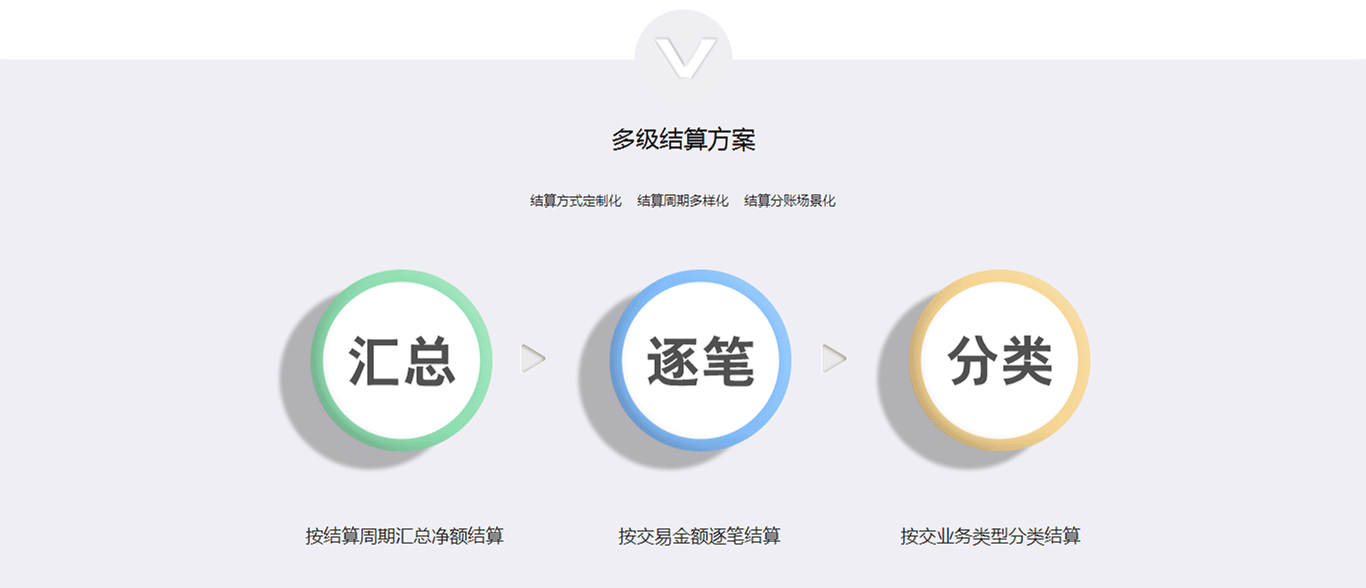 多级结算方案
结算方式定制化 结算周期多样化 结算分账场景化
汇总 逐笔 分类
按结算周期汇总净额结算 按交易金额逐笔结算 按交业务类型分类结算